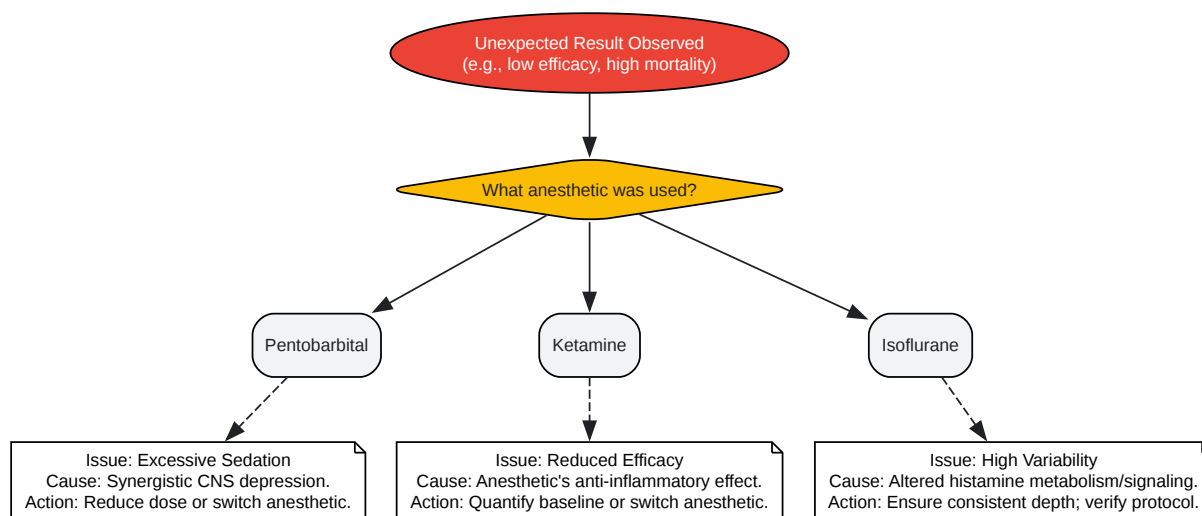 Unexpected Result Observed
(e.g., low efficacy, high mortality)
What anesthetic was used?
Pentobarbital
Ketamine
Isoflurane
Issue: Excessive Sedation
Cause: Synergistic CNS depression.
Action: Reduce dose or switch anesthetic.
Issue: Reduced Efficacy
Cause: Anesthetic's anti-inflammatory effect.
Action: Quantify baseline or switch anesthetic.
Issue: High Variability
Cause: Altered histamine metabolism/signaling.
Action: Ensure consistent depth; verify protocol.